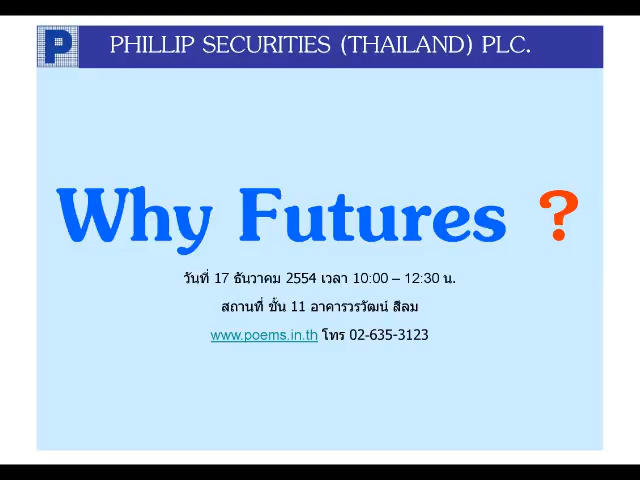 P
PHILLIP SECURITIES (THAILAND) PLC.
Why Futures ?
วันที่ 17 ธันวาคม 2554 เวลา 10:00 – 12:30 น.
สถานที่ ชั้น 11 อาคารวรวัฒน์ สีลม
www.poems.in.th โทร 02-635-3123